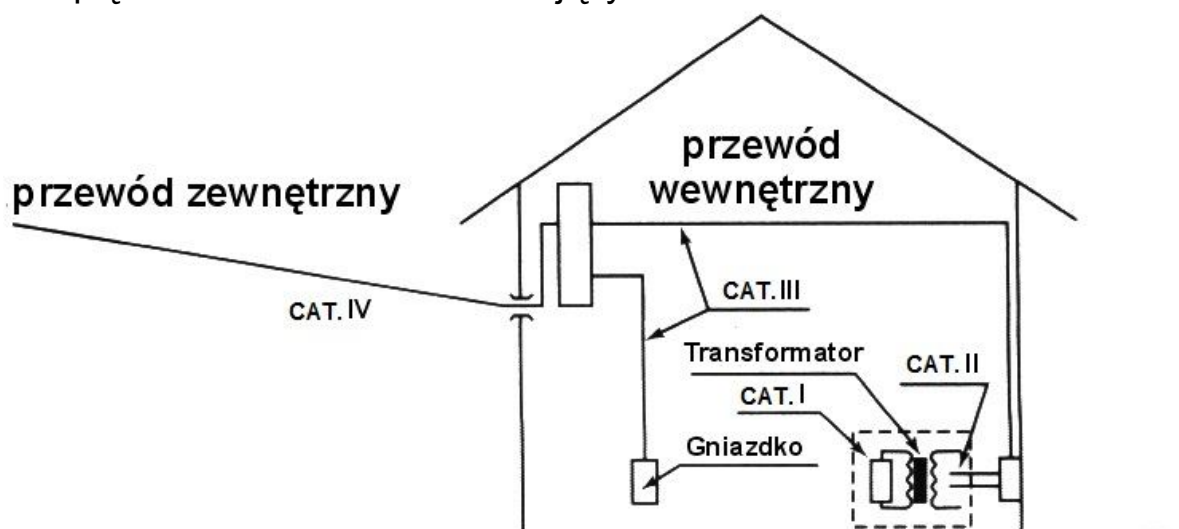 przewód zewnętrzny
przewód
wewnętrzny
CAT. IV
CAT. III
Transformator
CAT. II
CAT. I
Gniazdko